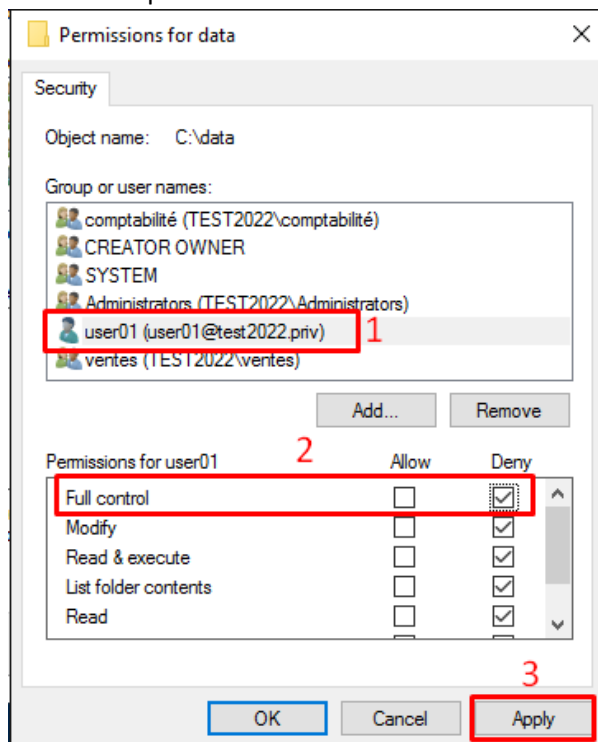 Permissions for data
Security
Object name: C:\data
Group or user names:
comptabilité (TEST2022\comptabilité)
CREATOR OWNER
SYSTEM
Administrators (TEST2022\Administrators)
user01 (user01@test2022.priv) 1
ventes (TEST2022\ventes)
Add... Remove
2
Permissions for user01 Allow Deny
Full control
Modify
Read & execute
List folder contents
Read
3
OK Cancel Apply